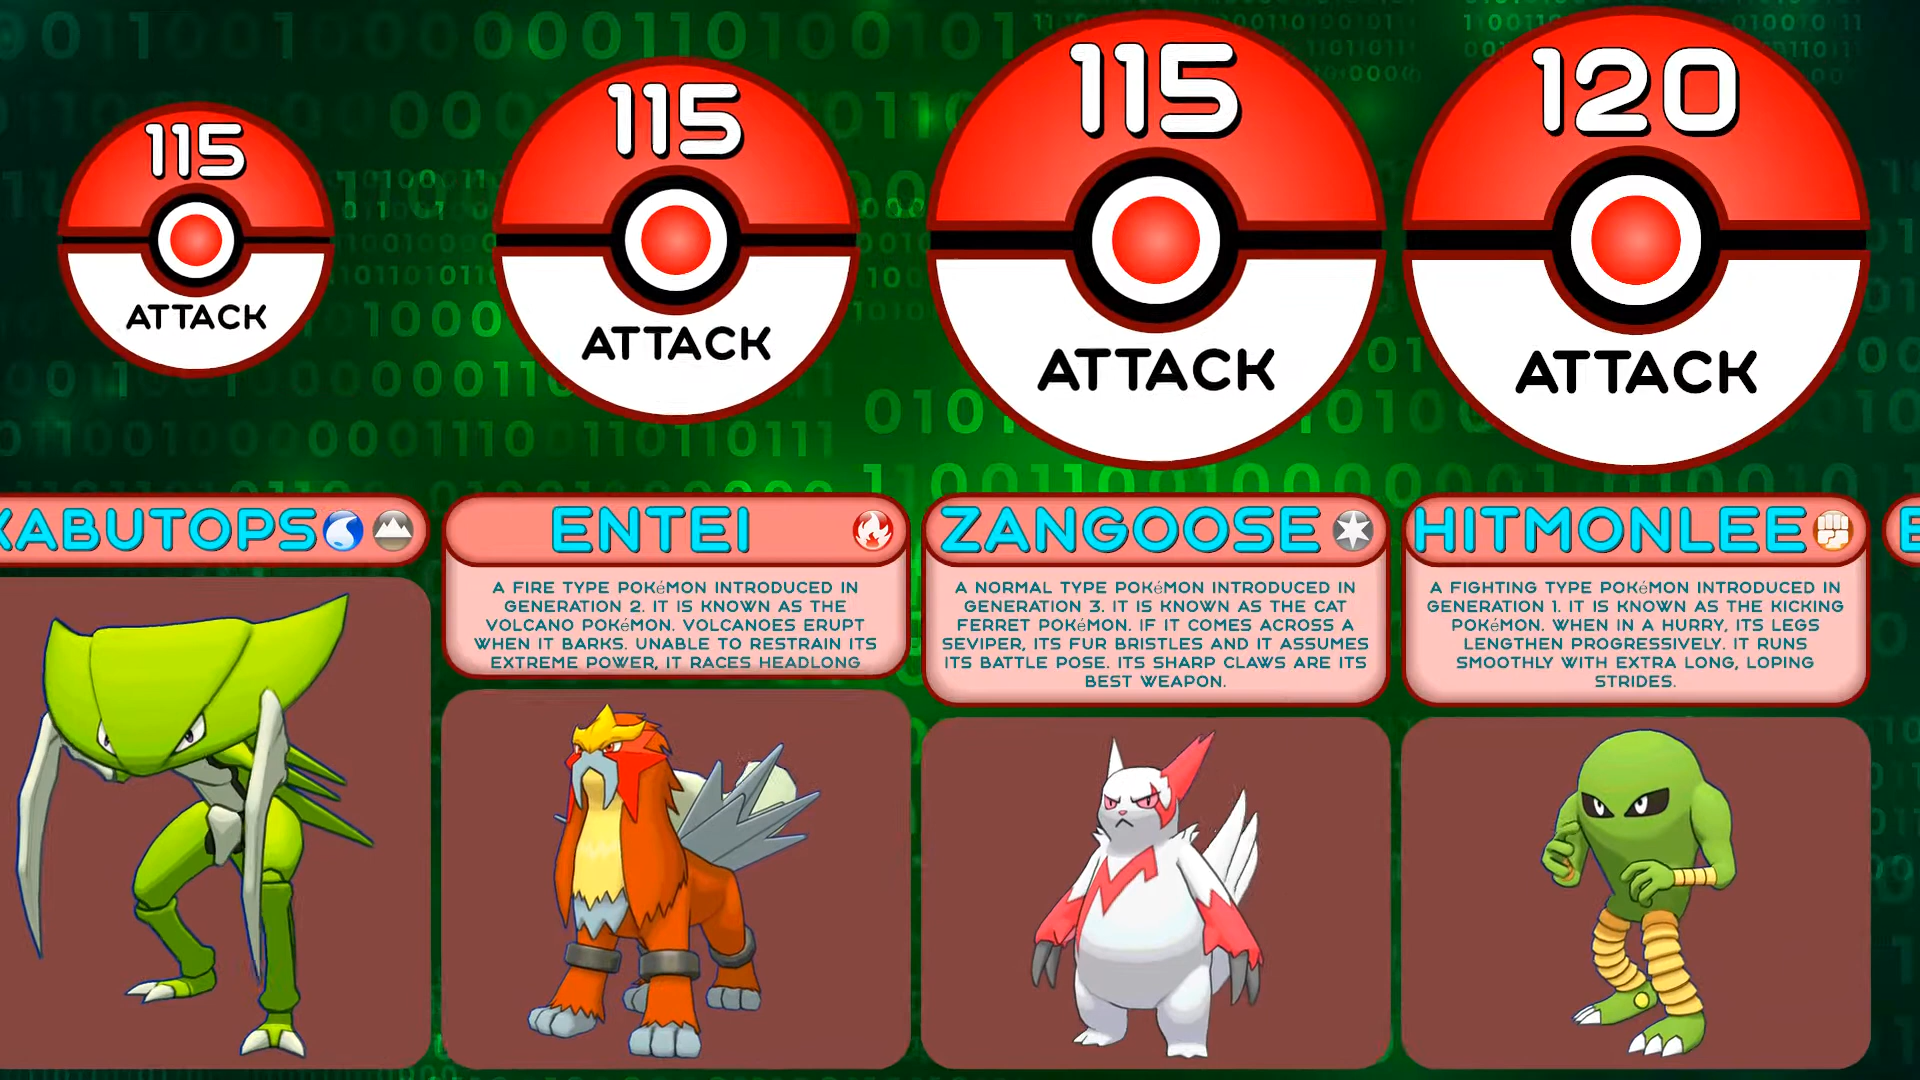 115
ATTACK
115
ATTACK
115
ATTACK
120
ATTACK
KABUTOPS
ENTEI
A FIRE TYPE POKéMON INTRODUCED IN
GENERATION 2. IT IS KNOWN AS THE
VOLCANO POKéMON. VOLCANOES ERUPT
WHEN IT BARKS. UNABLE TO RESTRAIN ITS
EXTREME POWER, IT RACES HEADLONG
ZANGOOSE
A NORMAL TYPE POKéMON INTRODUCED IN
GENERATION 3. IT IS KNOWN AS THE CAT
FERRET POKéMON. IF IT COMES ACROSS A
SEVIPER, ITS FUR BRISTLES AND IT ASSUMES
ITS BATTLE POSE. ITS SHARP CLAWS ARE ITS
BEST WEAPON.
HITMONLEE
A FIGHTING TYPE POKéMON INTRODUCED IN
GENERATION 1. IT IS KNOWN AS THE KICKING
POKéMON. WHEN IN A HURRY, ITS LEGS
LENGTHEN PROGRESSIVELY. IT RUNS
SMOOTHLY WITH EXTRA LONG, LOPING
STRIDES.